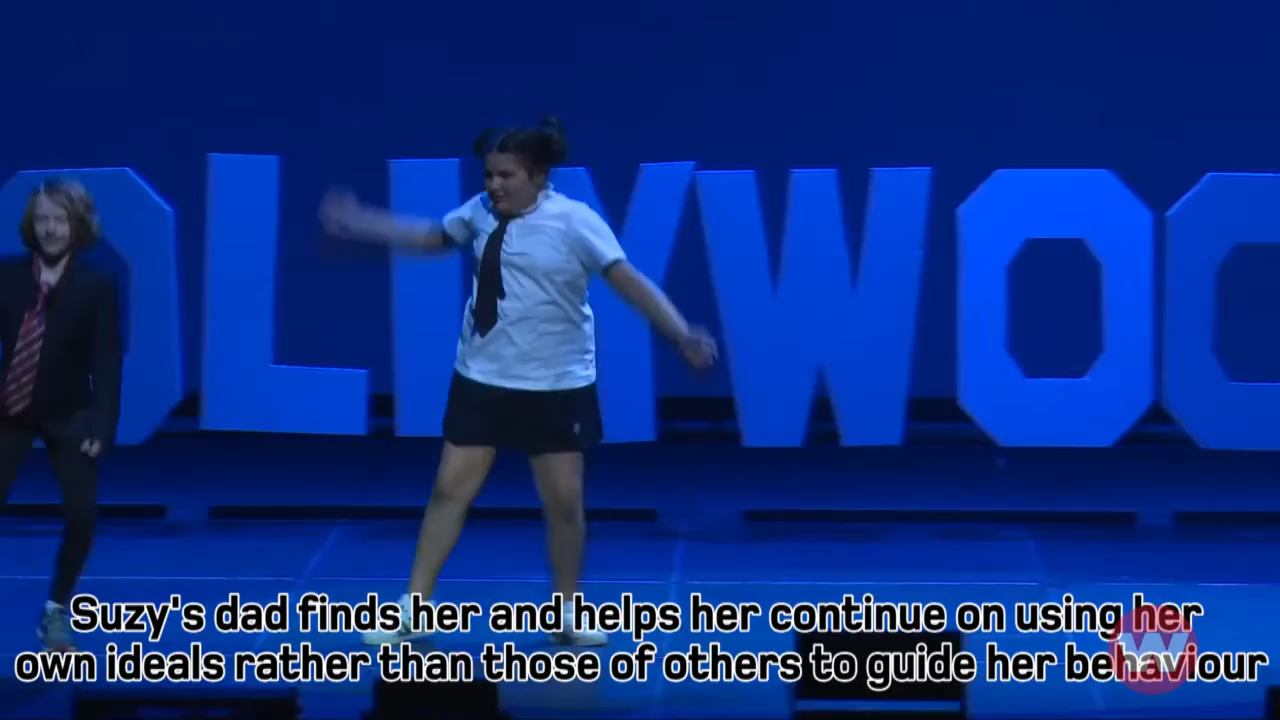 OLLYWOO
Suzy's dad finds her and helps her continue on using her
own ideals rather than those of others to guide her behaviour
W